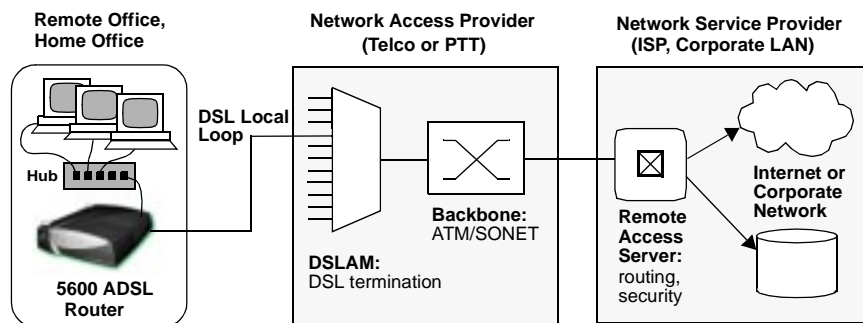 Remote Office,
Home Office
Network Access Provider
(Telco or PTT)
Network Service Provider
(ISP, Corporate LAN)
DSL Local
Loop
Hub
5600 ADSL
Router
DSLAM:
DSL termination
Backbone:
ATM/SONET
Remote
Access
Server:
routing,
security
Internet or
Corporate
Network